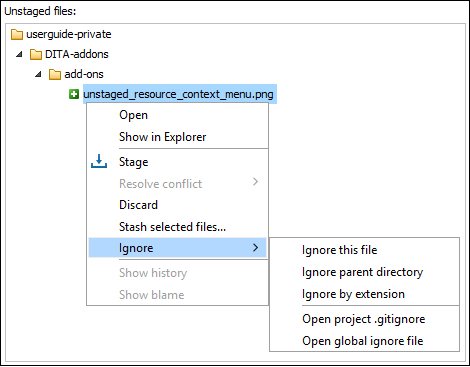 Unstaged files:
userguide-private
DITA-addons
add-ons
unstaged_resource_context_menu.png
Open
Show in Explorer
Stage
Resolve conflict
Discard
Stash selected files...
Ignore
Show history
Show blame
Ignore this file
Ignore parent directory
Ignore by extension
Open project .gitignore
Open global ignore file